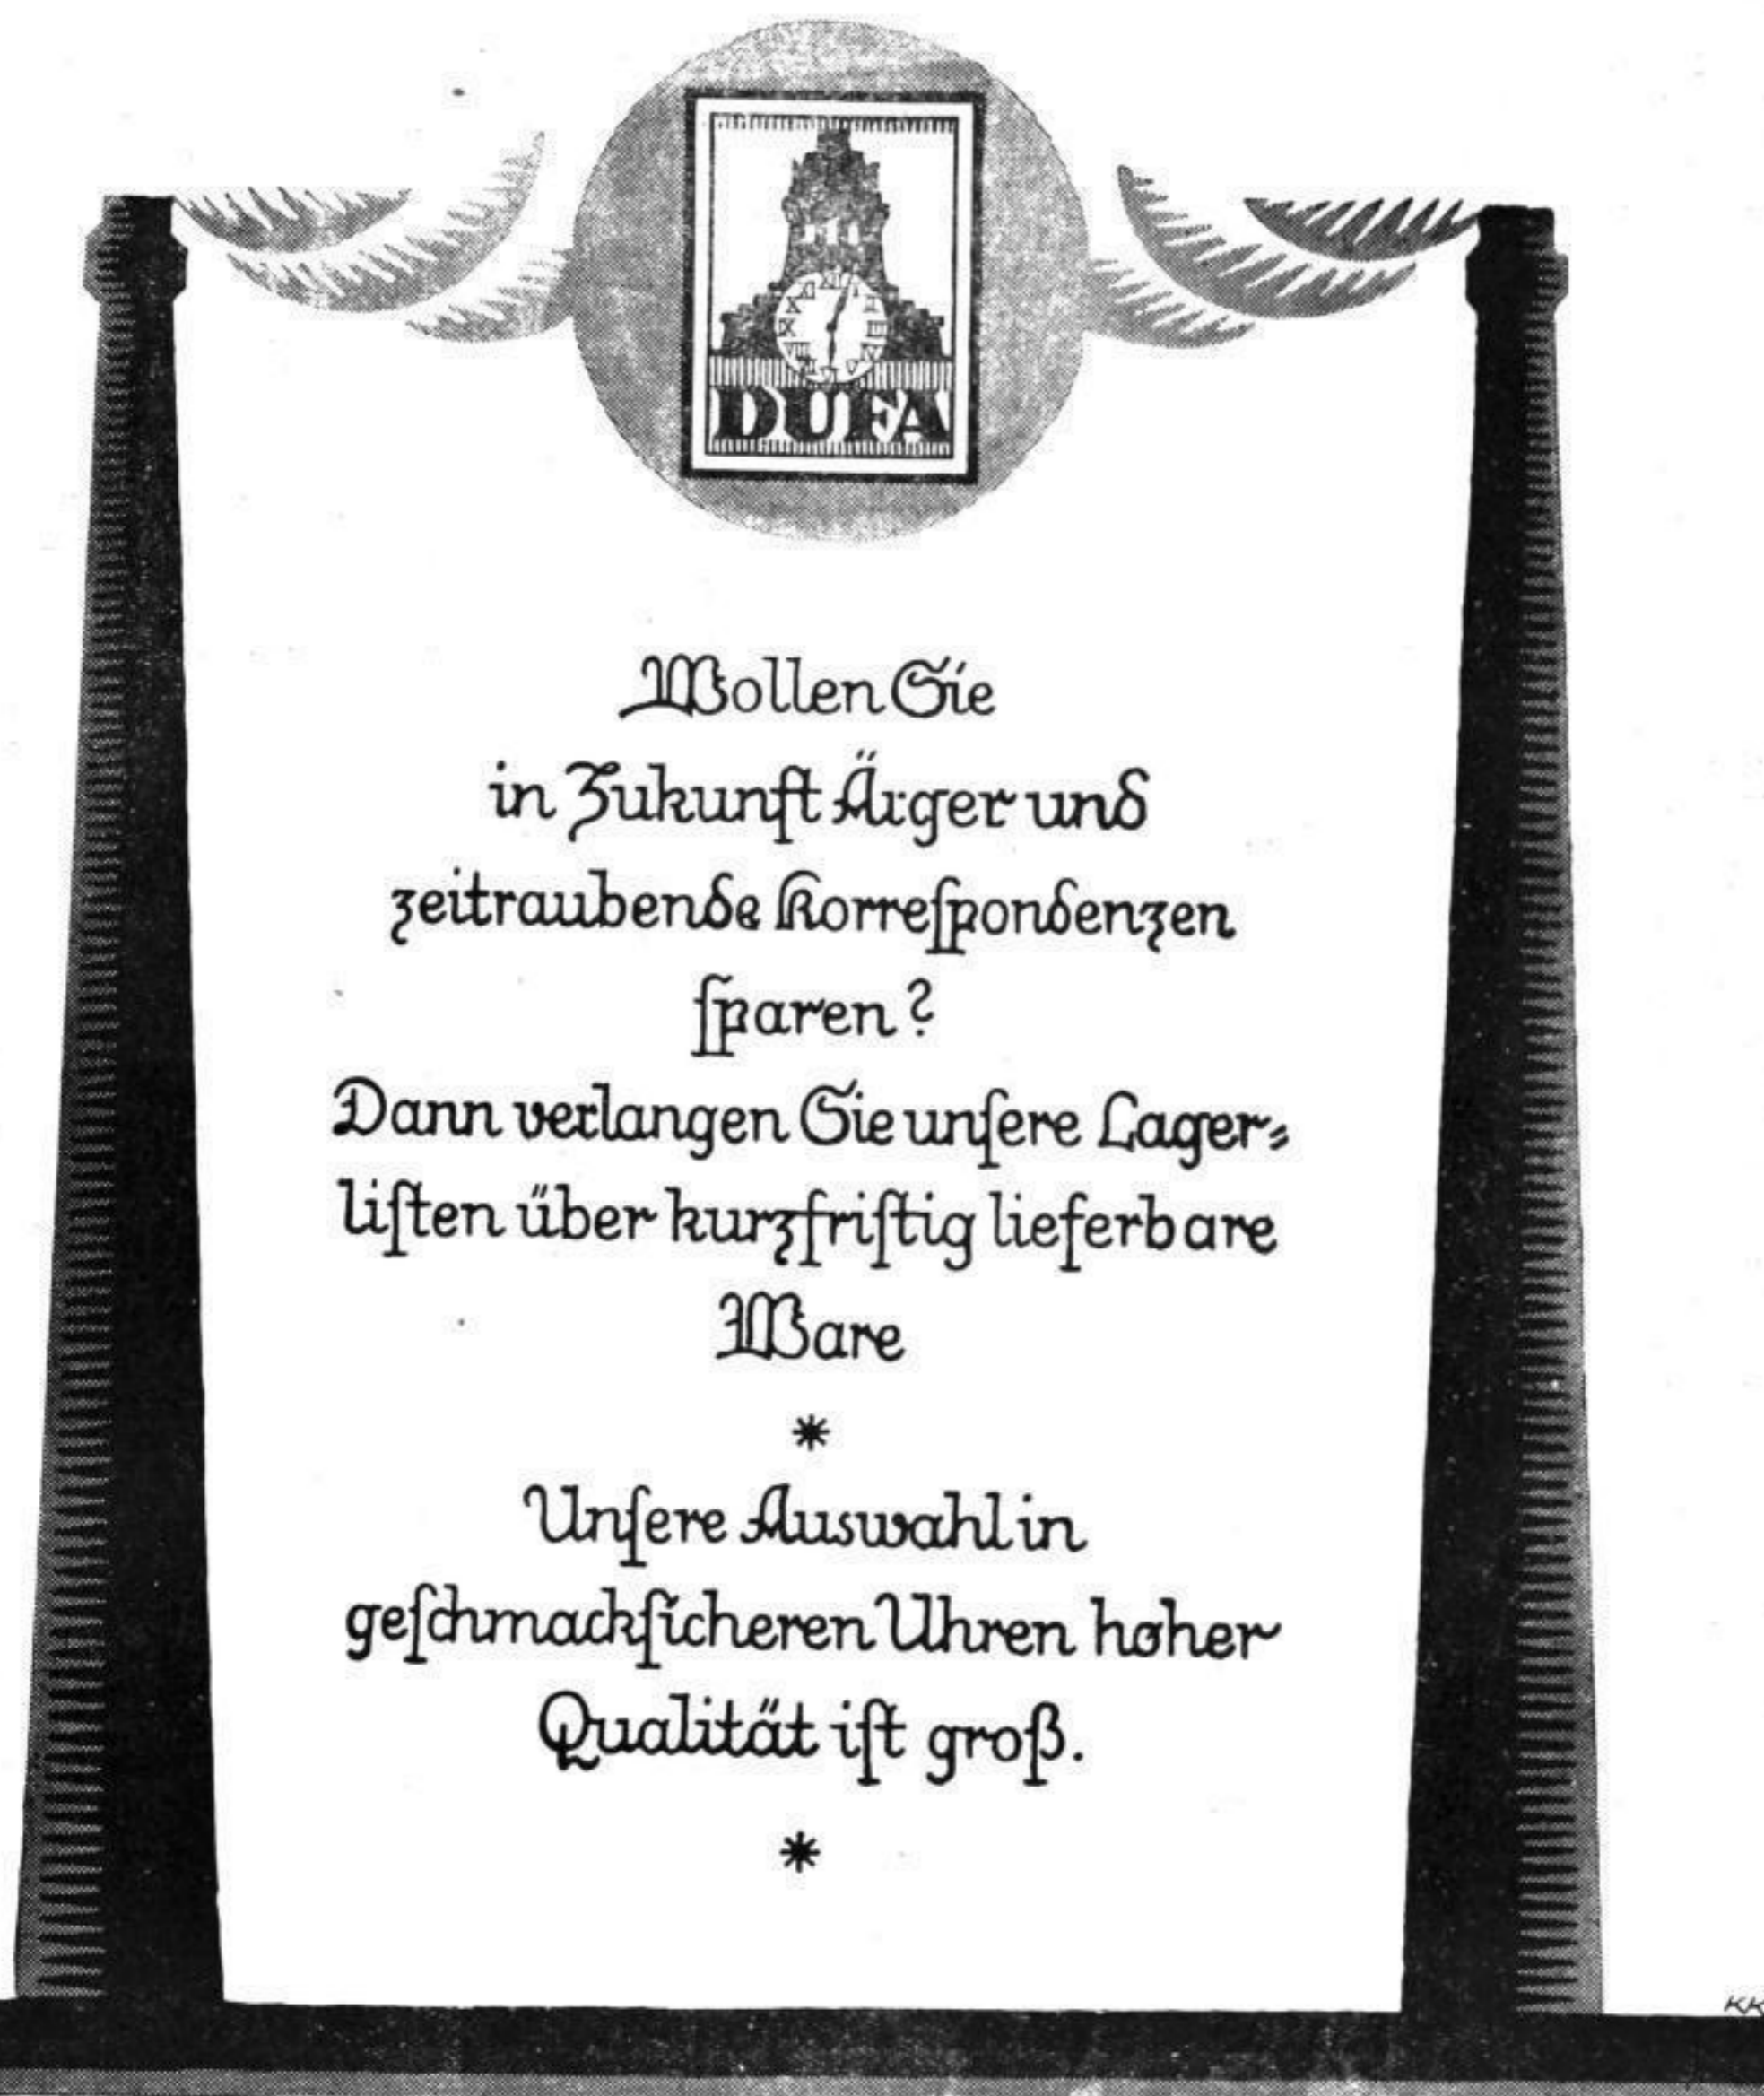 DUFA
Wollen Sie
in Zukunft Ärger und
zeitraubende Korreſpondenzen
ſparen?
Dann verlangen Sie unſere Lager⸗
liſten über kurzfriſtig lieferbare
Ware
*
Unſere Auswahl in
geſchmackſicheren Uhren hoher
Qualität iſt groß.
*